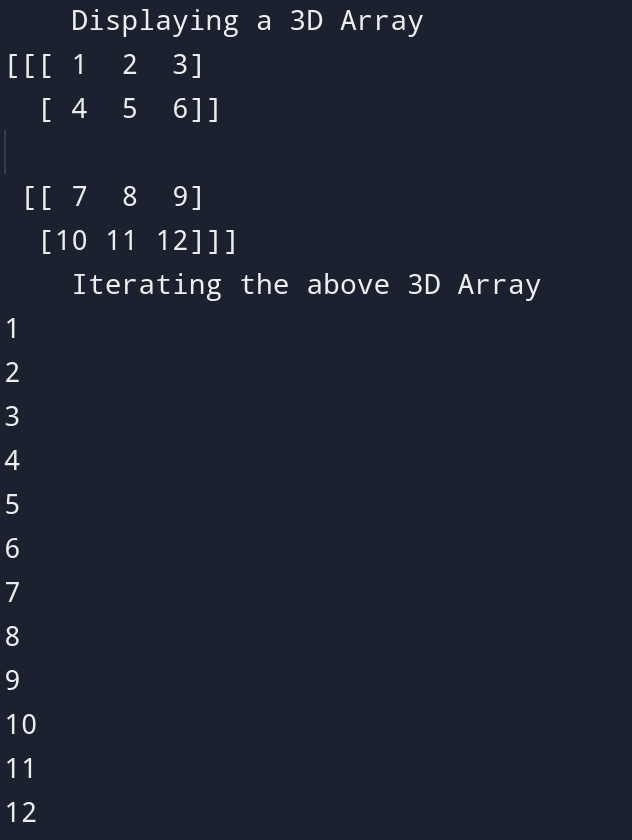 Displaying a 3D Array
[[[ 1  2  3]
  [ 4  5  6]]

 [[ 7  8  9]
  [10 11 12]]]
    Iterating the above 3D Array
1
2
3
4
5
6
7
8
9
10
11
12